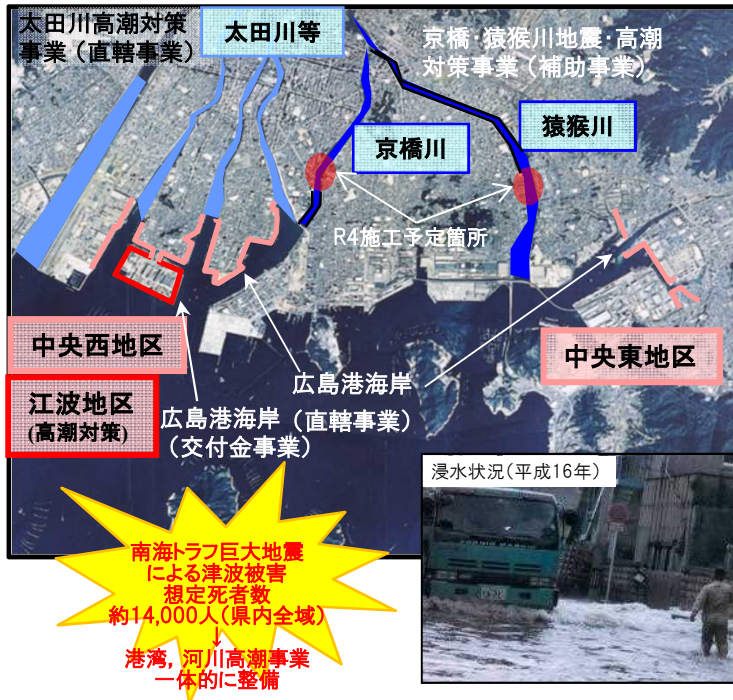 太田川高潮対策
事業（直轄事業）
太田川等
京橋・猿猴川地震・高潮
対策事業（補助事業）
京橋川
猿猴川
R4施工予定箇所
中央西地区
江波地区
(高潮対策)
広島港海岸
（交付金事業）
広島港海岸
（直轄事業）
中央東地区
南海トラフ巨大地震
による津波被害
想定死者数
約14,000人（県内全域）
↓
港湾，河川高潮事業
一体的に整備
浸水状況（平成16年）